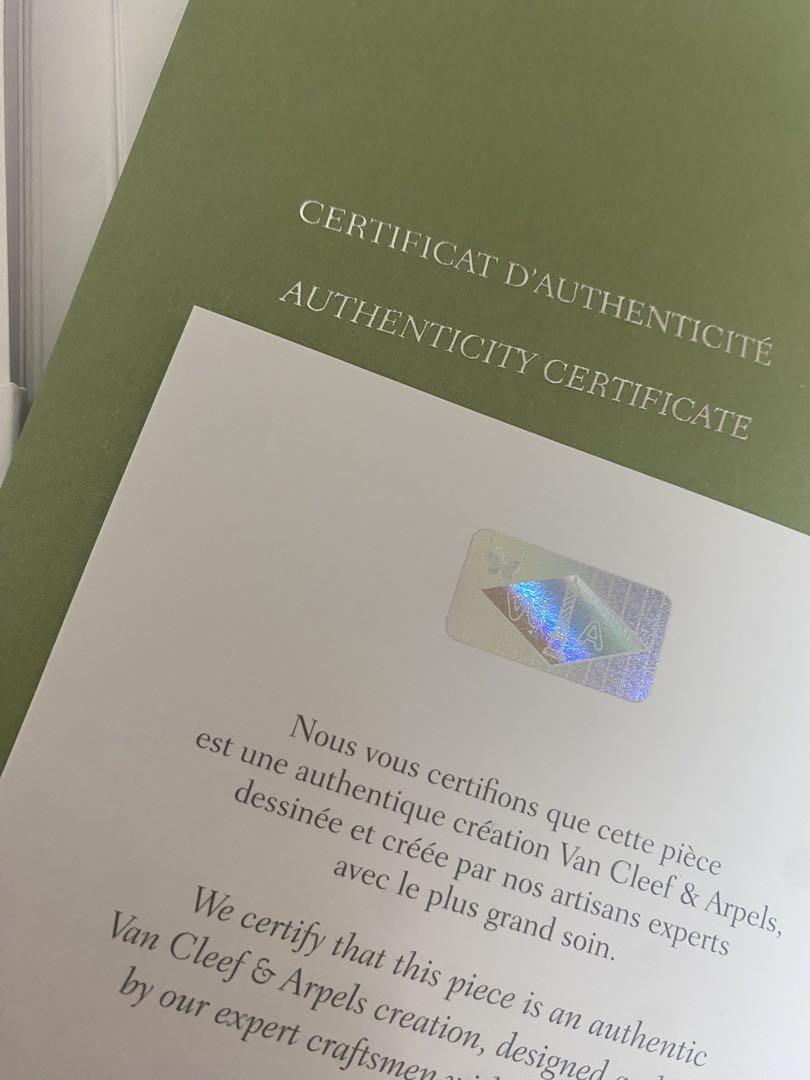 CERTIFICAT D'AUTHENTICITÉ
AUTHENTICITY CERTIFICATE
Nous vous certifions que cette pièce
est une authentique création Van Cleef & Arpels,
dessinée et créée par nos artisans experts
avec le plus grand soin.
We certify that this piece is an authentic
Van Cleef & Arpels creation, designed
by our expert craftsmen